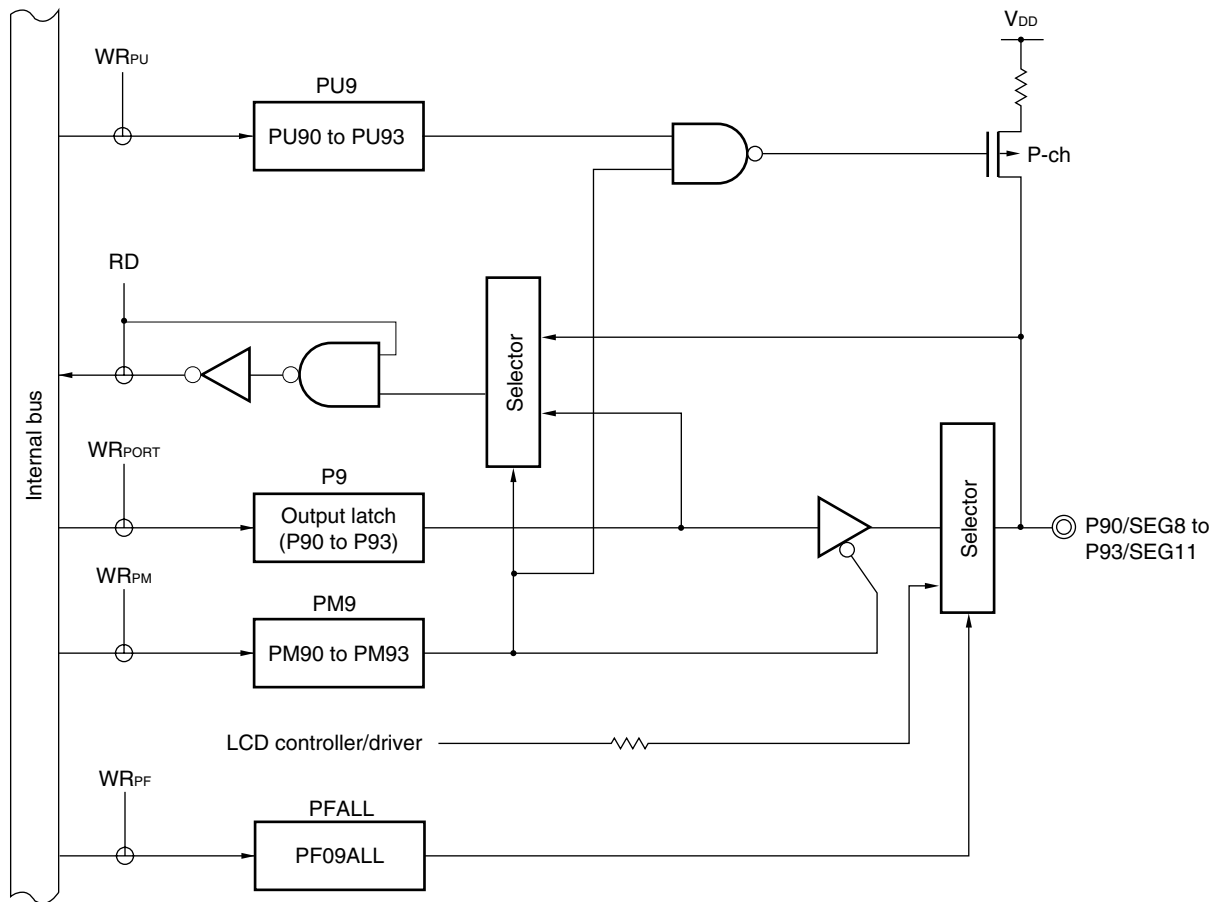 VDD
WRPU
PU9
PU90 to PU93
P-ch
RD
Selector
Internal bus
WRPORT
P9
Output latch
(P90 to P93)
Selector
P90/SEG8 to
P93/SEG11
WRPM
PM9
PM90 to PM93
LCD controller/driver
WRPF
PFALL
PF09ALL